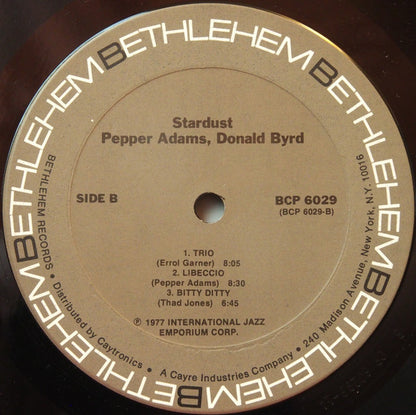 BETHLEHEM BETHLEHEM BETHLEHEM BETHLEHEM BETHLEHEM BETHLEHEM
Stardust
Pepper Adams, Donald Byrd
SIDE B
BCP 6029
(BCP 6029-B)
1. TRIO
(Errol Garner) 8:05
2. LIBECCIO
(Pepper Adams) 8:30
3. BITTY DITTY
(Thad Jones) 6:45
℗ 1977 INTERNATIONAL JAZZ
EMPORIUM CORP.
BETHLEHEM RECORDS • Distributed by Caytronics • A Cayre Industries Company • 240 Madison Avenue, New York, N.Y. 10016